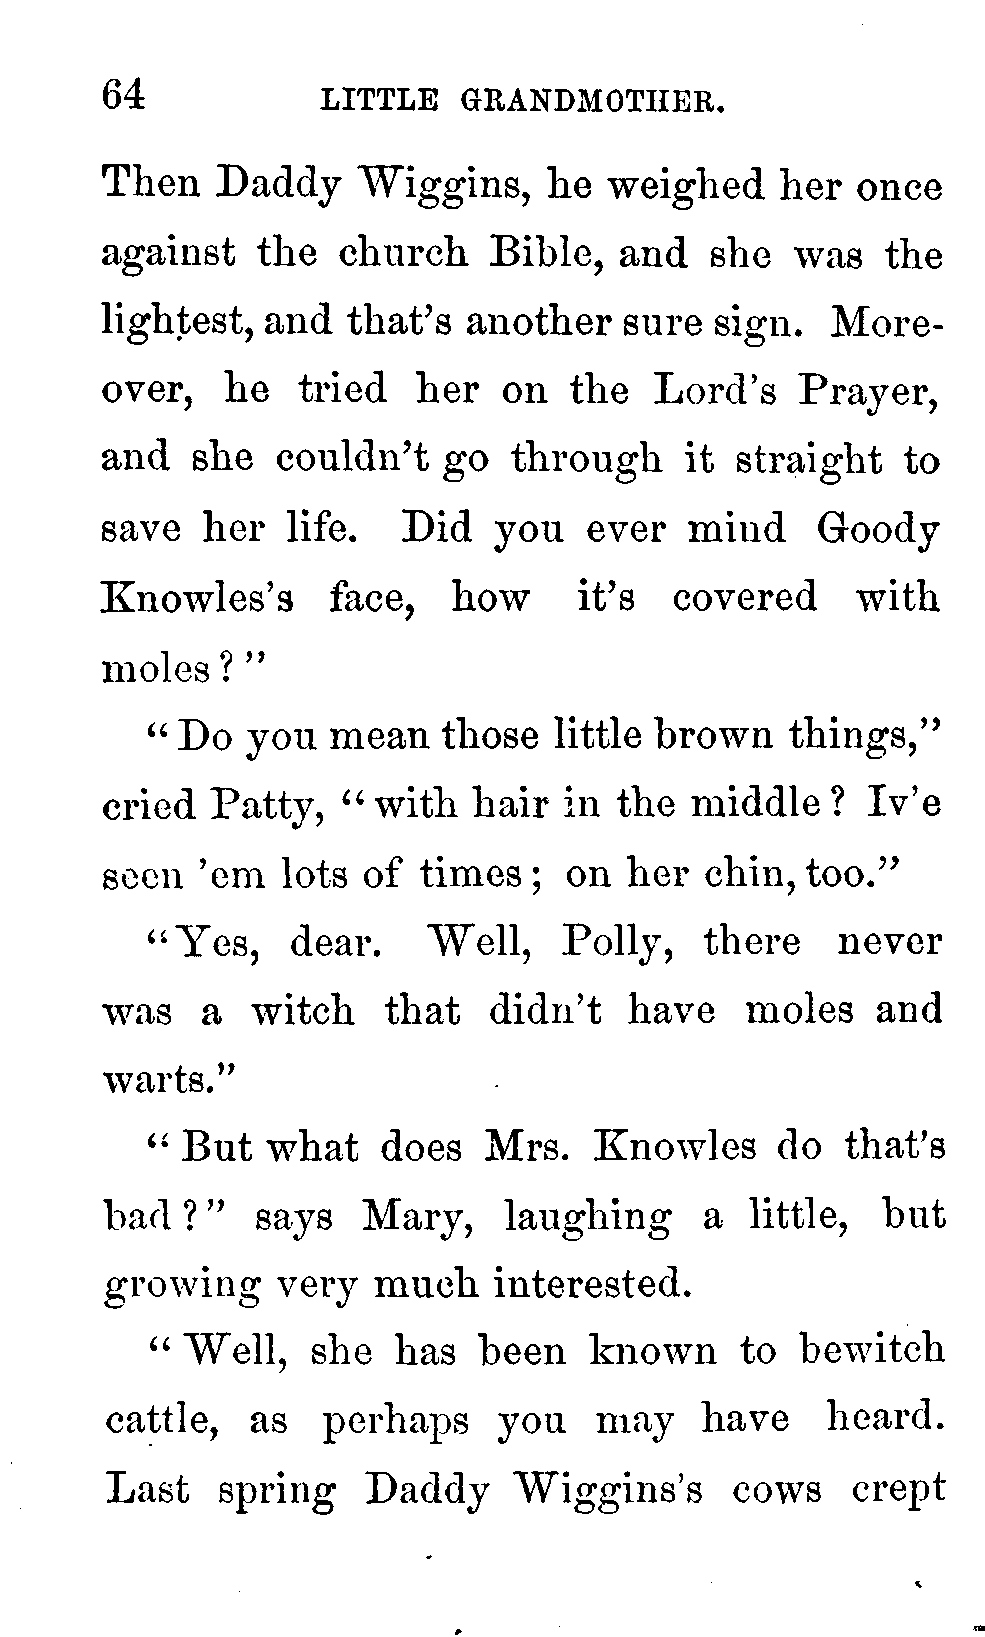 64 LITTLE GRANDMOTHER.
Then Daddy Wiggins, he weighed her once
against the church Bible, and she was the
lightest, and that's another sure sign. More-
over, he tried her on the Lord's Prayer,
and she couldn't go through it straight to
save her life. Did you ever mind Goody
Knowles's face, how it's covered with
moles?"
"Do you mean those little brown things,"
cried Patty, "with hair in the middle? Iv'e
seen 'em lots of times; on her chin, too."
"Yes, dear. Well, Polly, there never
was a witch that didn't have moles and
warts."
"But what does Mrs. Knowles do that's
bad?" says Mary, laughing a little, but
growing very much interested.
"Well, she has been known to bewitch
cattle, as perhaps you may have heard.
Last spring Daddy Wiggins's cows crept